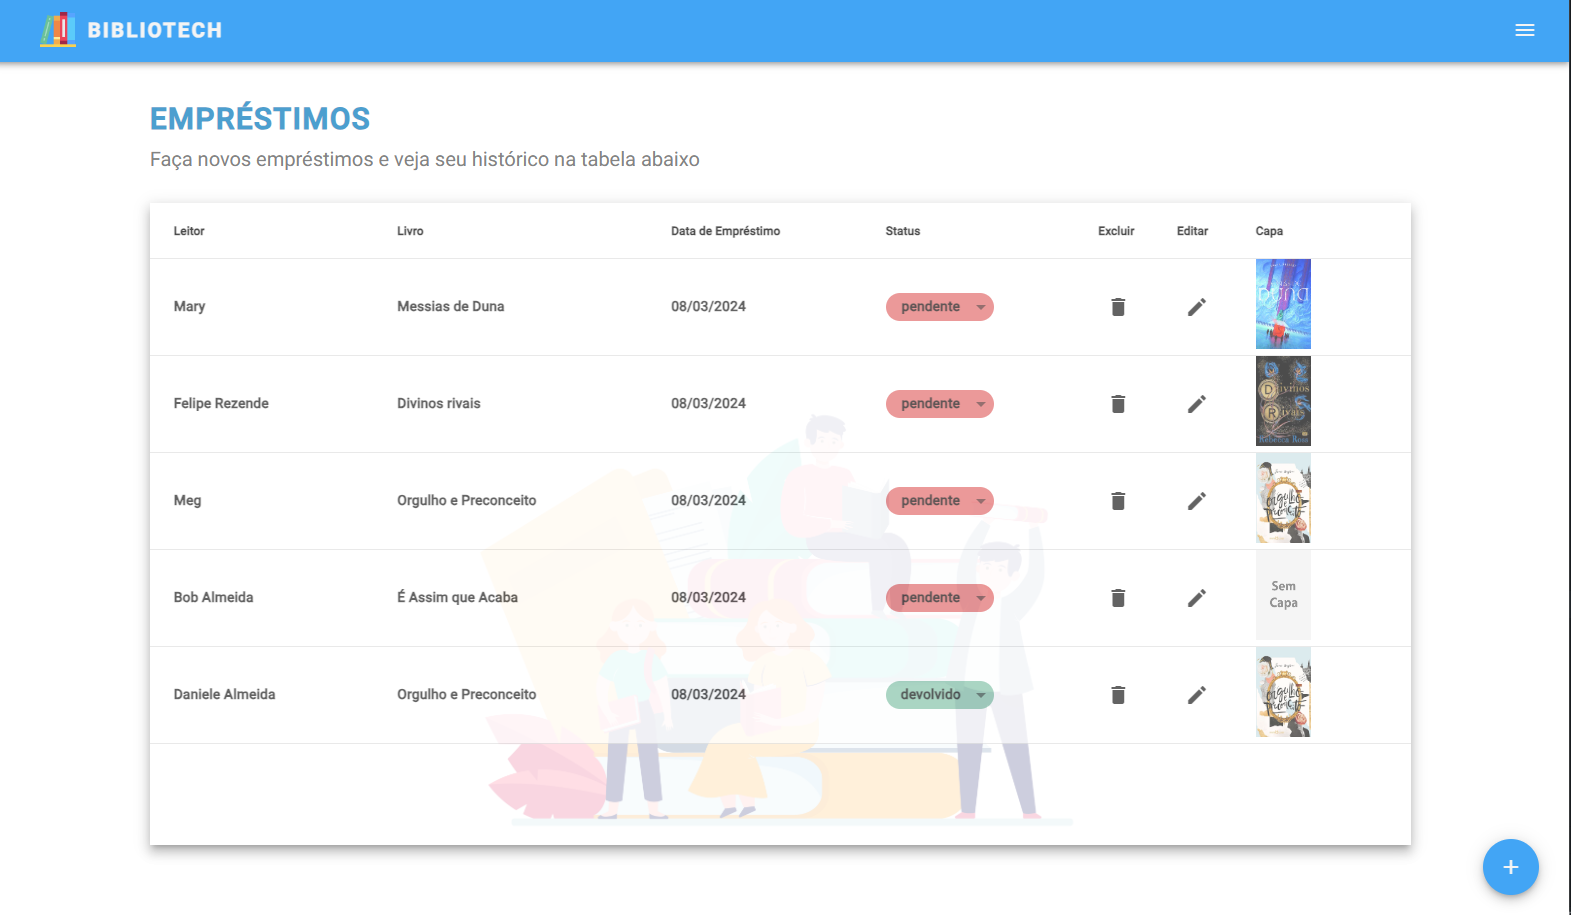 BIBLIOTECH
EMPRÉSTIMOS
Faça novos empréstimos e veja seu histórico na tabela abaixo
Leitor Livro Data de Empréstimo Status Excluir Editar Capa
Mary Messias de Duna 08/03/2024 pendente
DUNA
Felipe Rezende Divinos rivais 08/03/2024 pendente
Divinos
Rivais
Rebecca Ross
Meg Orgulho e Preconceito 08/03/2024 pendente
orgulho e
preconceito
Bob Almeida É Assim que Acaba 08/03/2024 pendente
Sem
Capa
Daniele Almeida Orgulho e Preconceito 08/03/2024 devolvido
orgulho e
preconceito